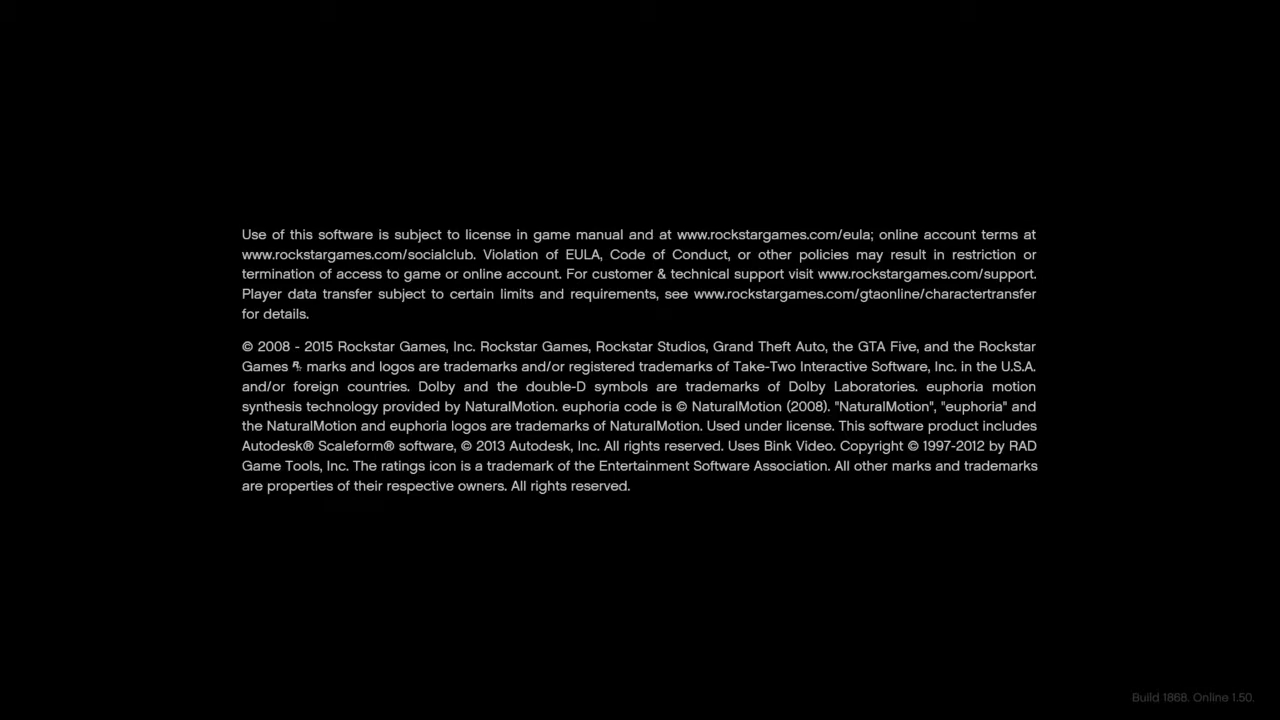 Use of this software is subject to license in game manual and at www.rockstargames.com/eula; online account terms at
www.rockstargames.com/socialclub. Violation of EULA, Code of Conduct, or other policies may result in restriction or
termination of access to game or online account. For customer & technical support visit www.rockstargames.com/support.
Player data transfer subject to certain limits and requirements, see www.rockstargames.com/gtaonline/charactertransfer
for details.
© 2008 - 2015 Rockstar Games, Inc. Rockstar Games, Rockstar Studios, Grand Theft Auto, the GTA Five, and the Rockstar
Games R* marks and logos are trademarks and/or registered trademarks of Take-Two Interactive Software, Inc. in the U.S.A.
and/or foreign countries. Dolby and the double-D symbols are trademarks of Dolby Laboratories. euphoria motion
synthesis technology provided by NaturalMotion. euphoria code is © NaturalMotion (2008). "NaturalMotion", "euphoria" and
the NaturalMotion and euphoria logos are trademarks of NaturalMotion. Used under license. This software product includes
Autodesk® Scaleform® software, © 2013 Autodesk, Inc. All rights reserved. Uses Bink Video. Copyright © 1997-2012 by RAD
Game Tools, Inc. The ratings icon is a trademark of the Entertainment Software Association. All other marks and trademarks
are properties of their respective owners. All rights reserved.
Build 1868. Online 1.50.